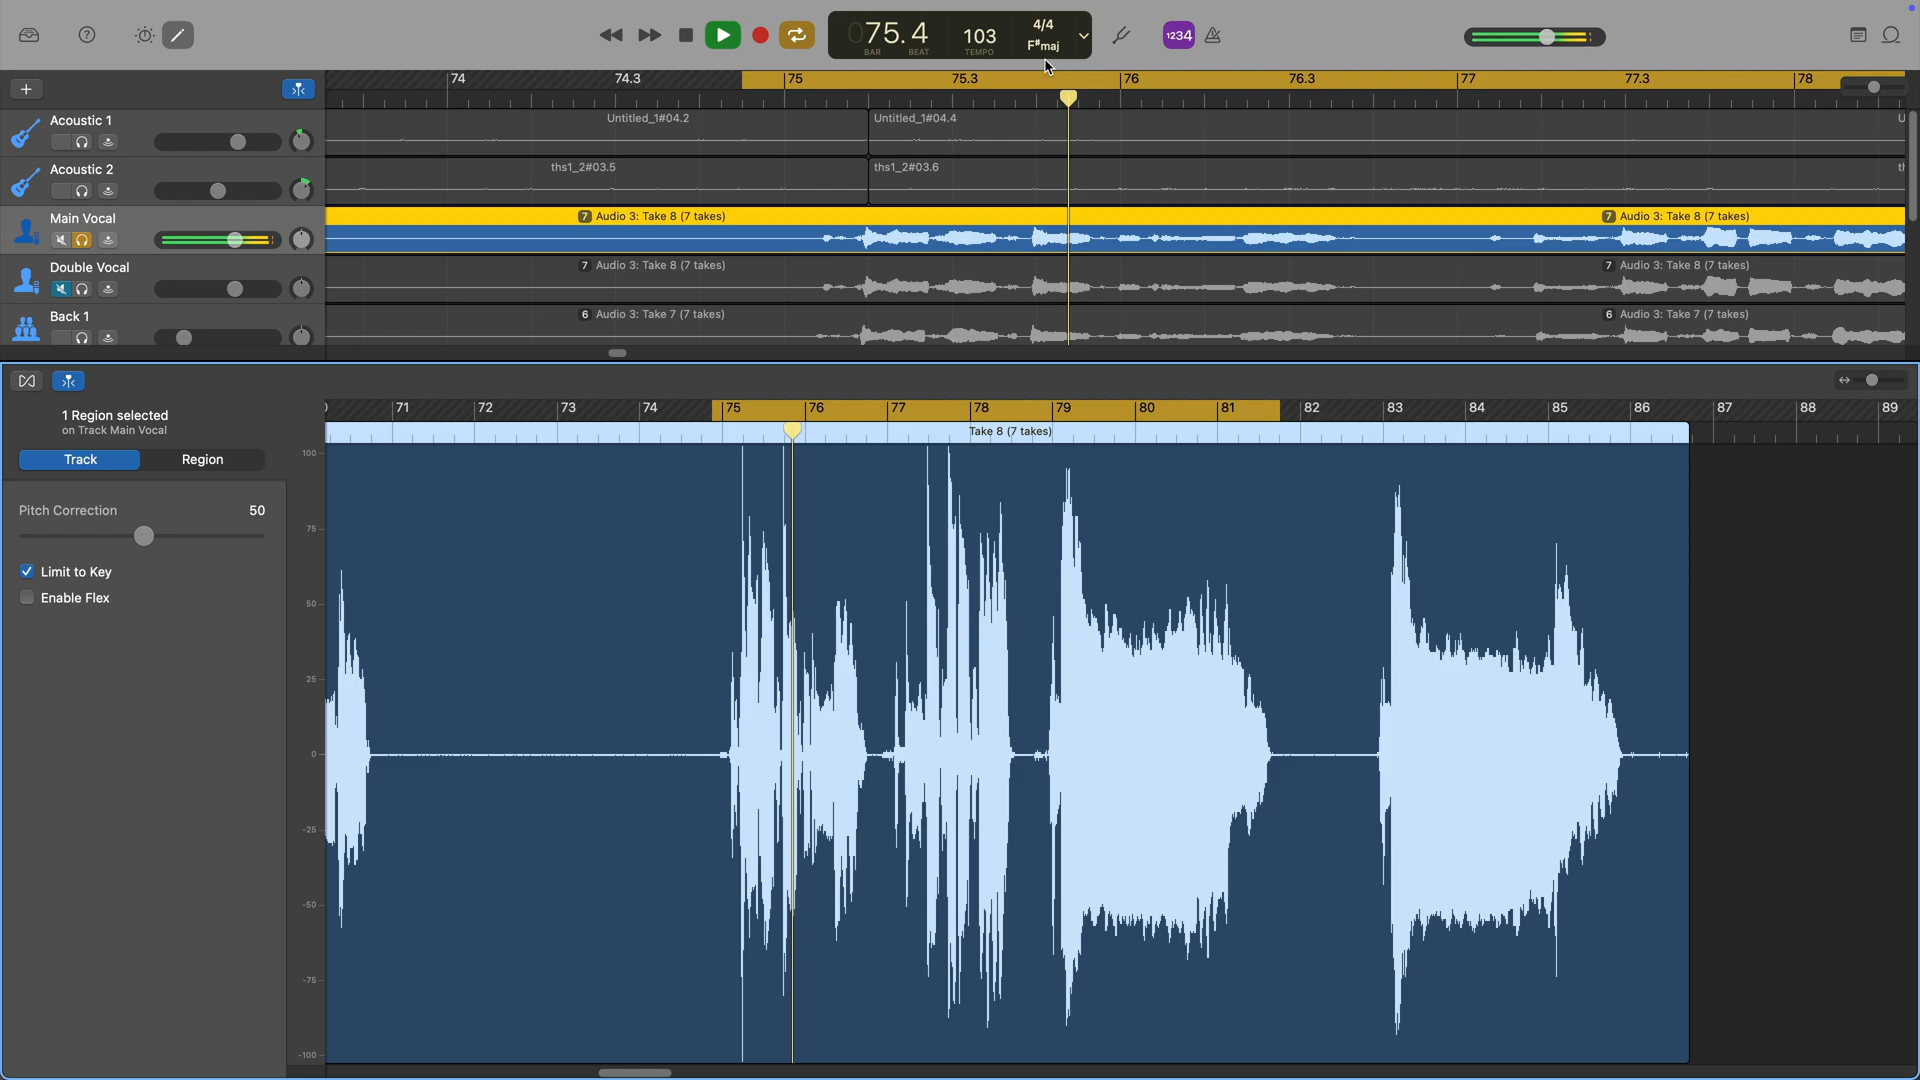 1234
075.4
BAR BEAT
103
TEMPO
4/4
F#maj
74
74.3
75
75.3
76
76.3
77
77.3
78
Acoustic 1
Untitled_1#04.2
Untitled_1#04.4
U
Acoustic 2
ths1_2#03.5
ths1_2#03.6
Main Vocal
7 Audio 3: Take 8 (7 takes)
7 Audio 3: Take 8 (7 takes)
Double Vocal
7 Audio 3: Take 8 (7 takes)
7 Audio 3: Take 8 (7 takes)
Back 1
6 Audio 3: Take 7 (7 takes)
6 Audio 3: Take 7 (7 takes)
71
72
73
74
75
76
77
78
79
80
81
82
83
84
85
86
87
88
89
1 Region selected
on Track Main Vocal
Take 8 (7 takes)
Track
Region
Pitch Correction 50
Limit to Key
Enable Flex
100
75
50
25
0
-25
-50
-75
-100